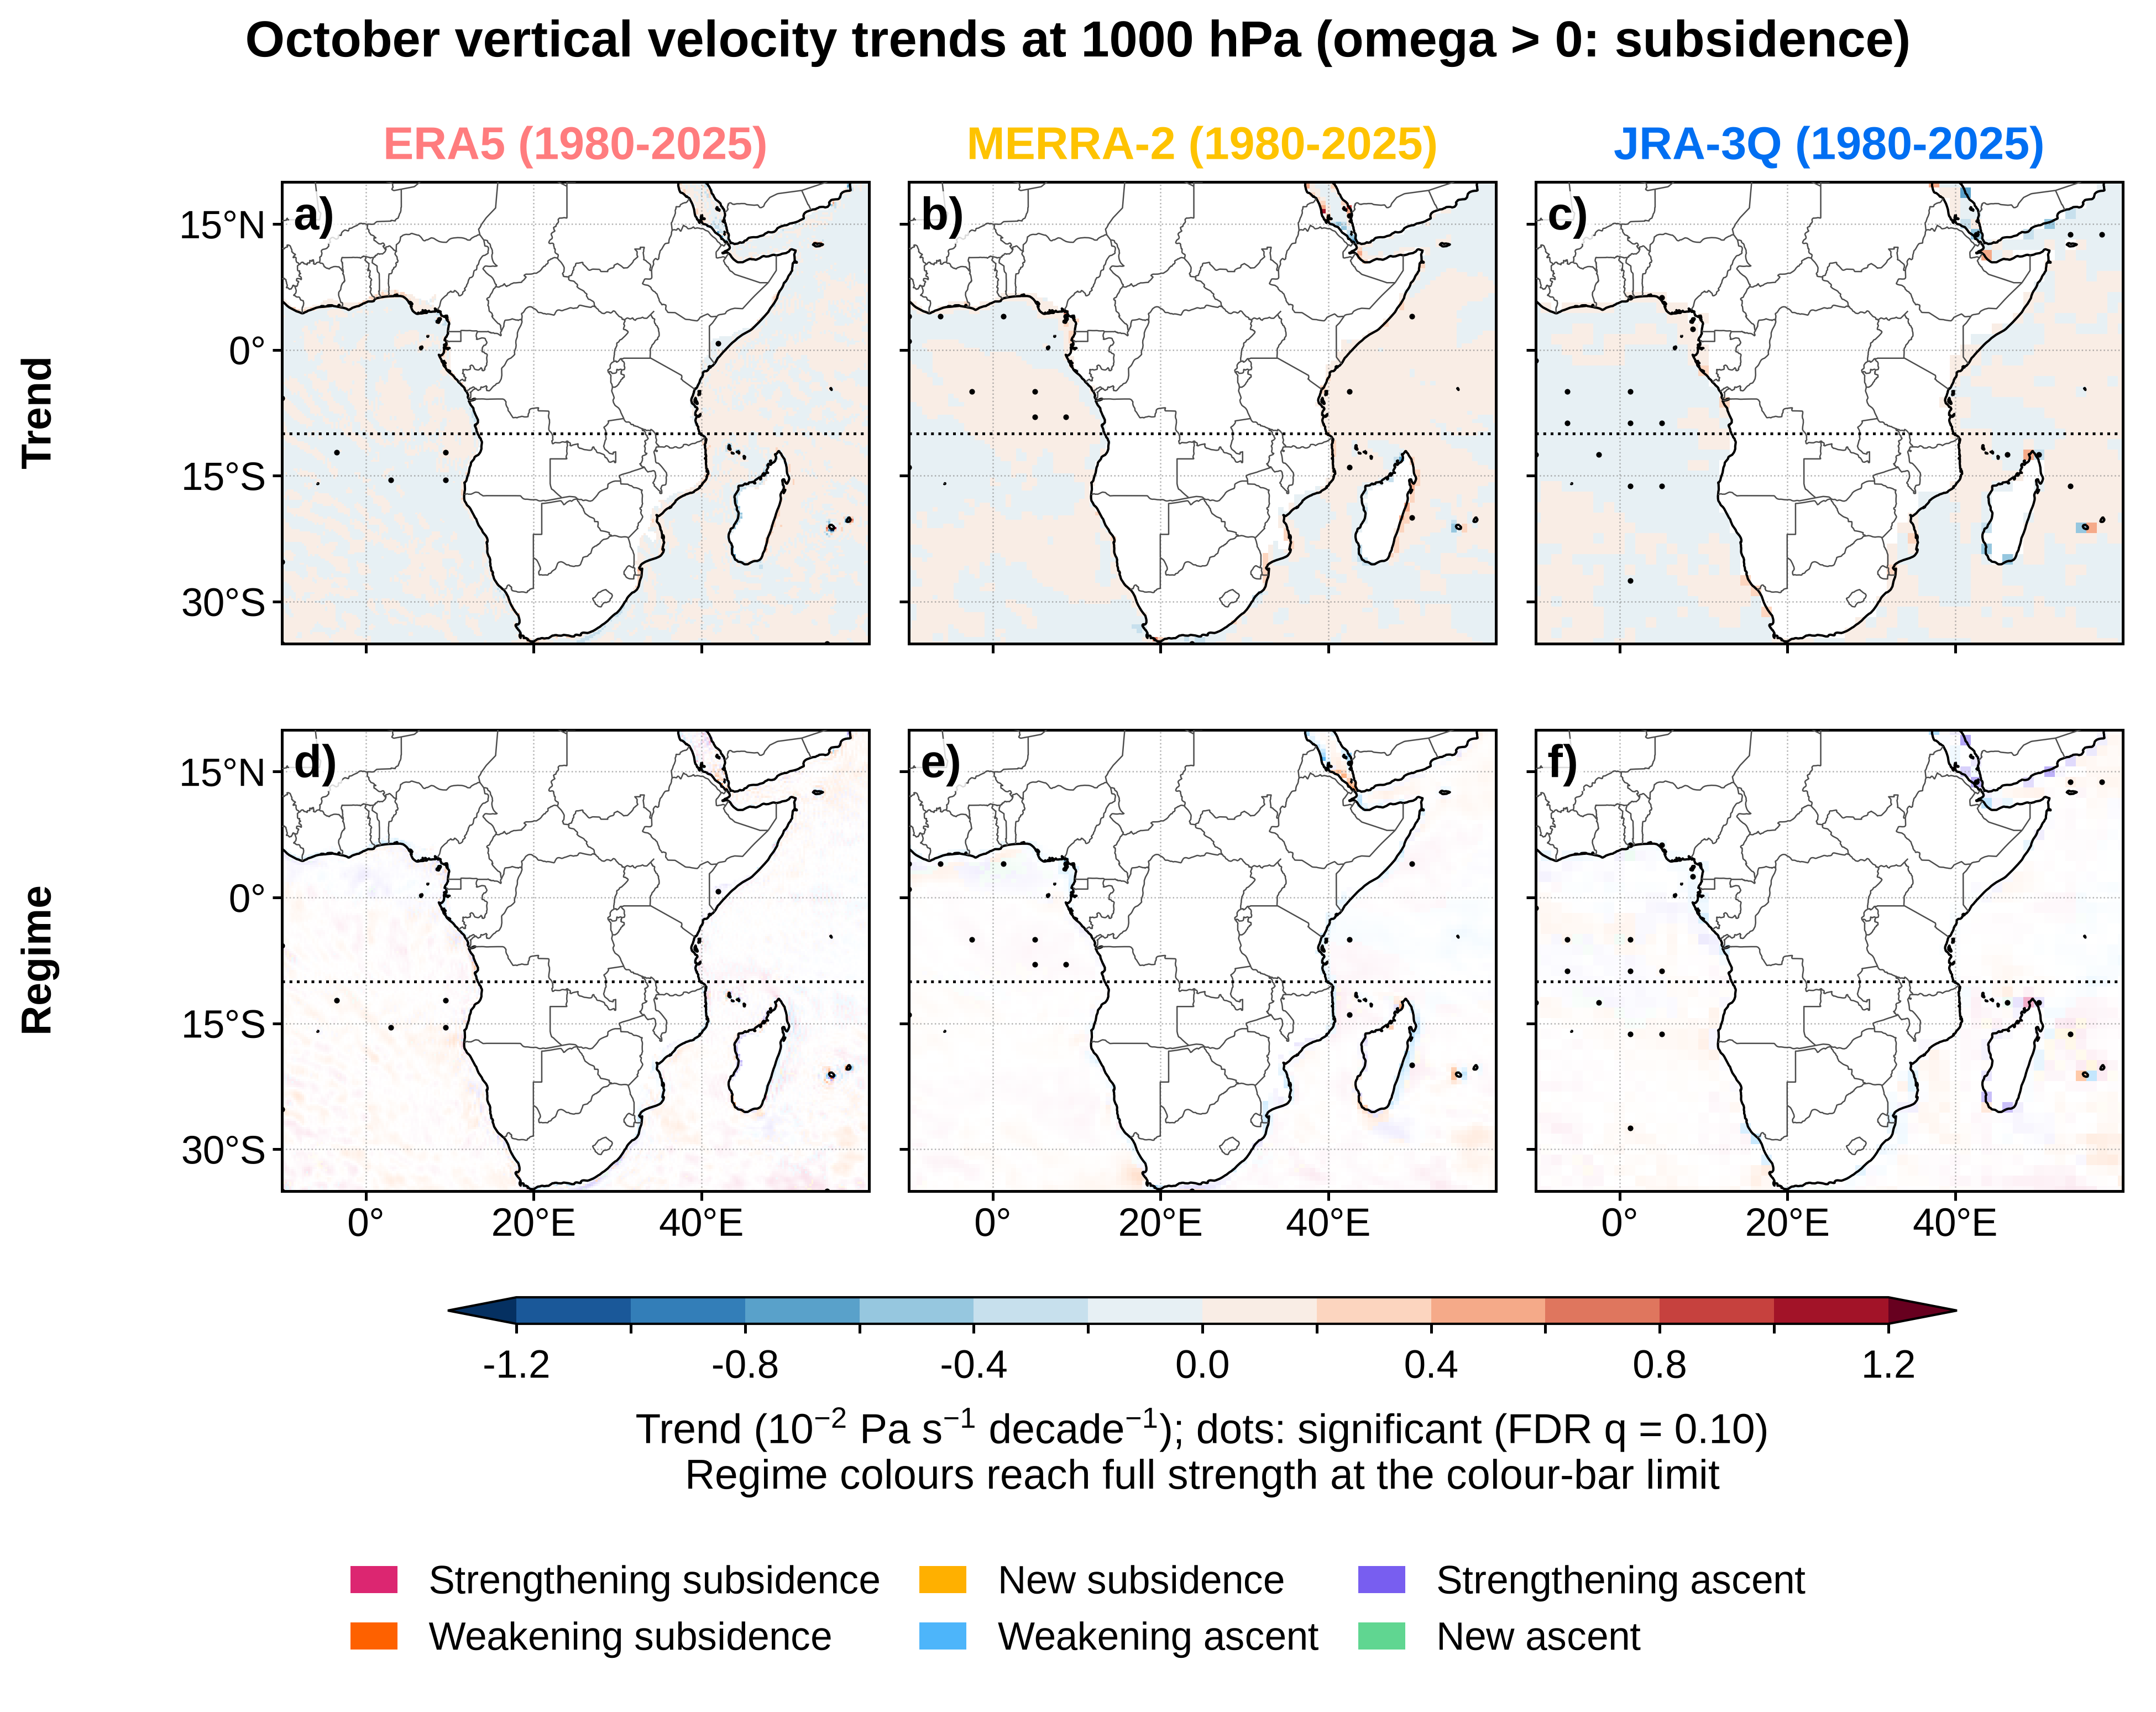 October vertical velocity trends at 1000 hPa (omega > 0: subsidence)
ERA5 (1980-2025) MERRA-2 (1980-2025) JRA-3Q (1980-2025)
Trend
a) b) c)
15°N
0°
15°S
30°S
Regime
d) e) f)
15°N
0°
15°S
30°S
0° 20°E 40°E 0° 20°E 40°E 0° 20°E 40°E
-1.2 -0.8 -0.4 0.0 0.4 0.8 1.2
Trend (10⁻² Pa s⁻¹ decade⁻¹); dots: significant (FDR q = 0.10)
Regime colours reach full strength at the colour-bar limit
Strengthening subsidence New subsidence Strengthening ascent
Weakening subsidence Weakening ascent New ascent